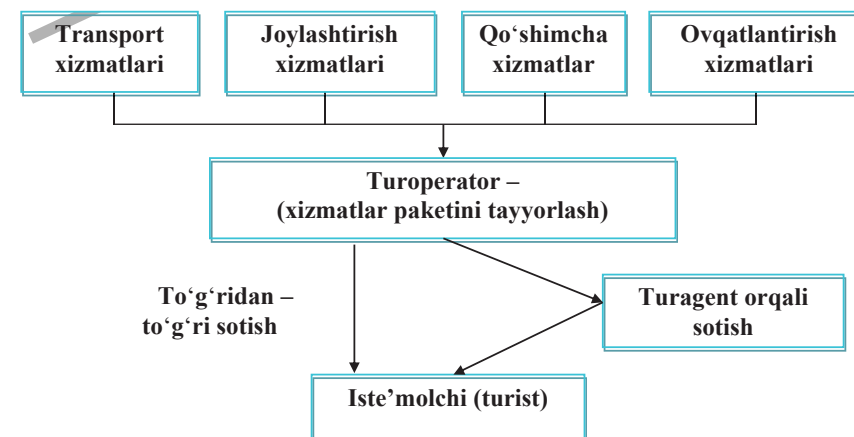 Transport
xizmatlari
Joylashtirish
xizmatlari
Qo‘shimcha
xizmatlar
Ovqatlantirish
xizmatlari
Turoperator –
(xizmatlar paketini tayyorlash)
To‘g‘ridan –
to‘g‘ri sotish
Turagent orqali
sotish
Iste’molchi (turist)